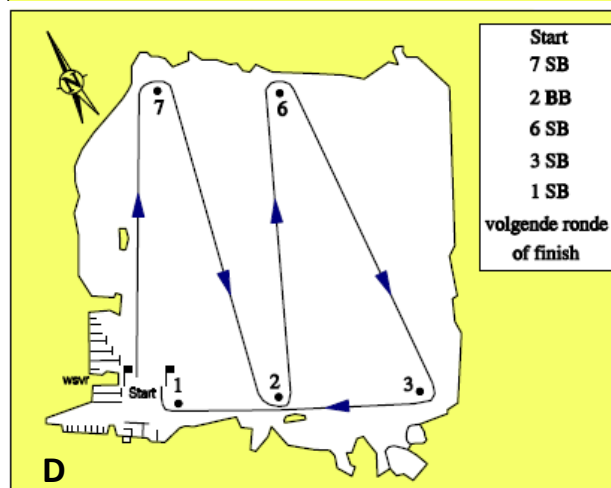 N
7
6
Start
7 SB
2 BB
6 SB
3 SB
1 SB
volgende ronde
of finish
wsvr
Start
1
2
3
D